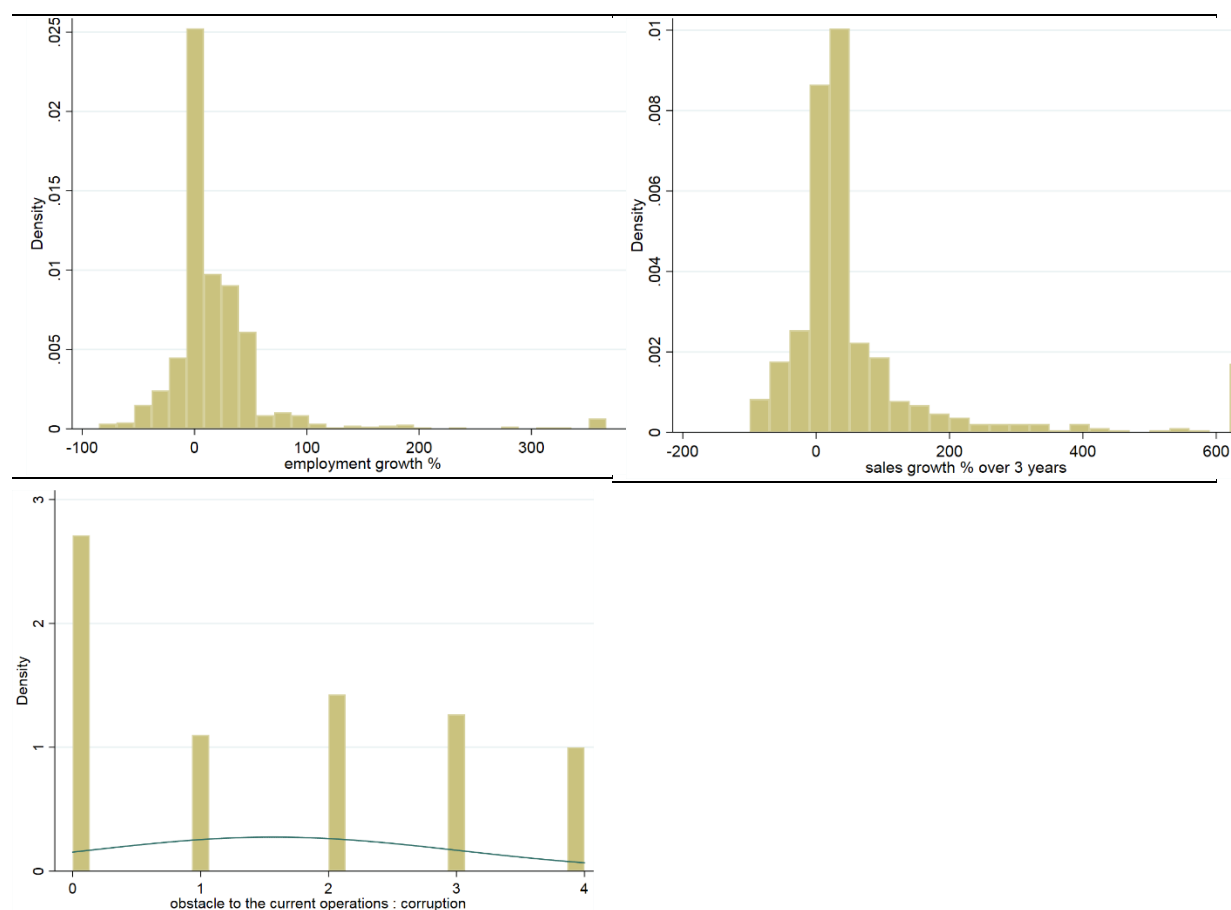 .025
.02
.015
.01
.005
0
Density
-100 0 100 200 300
employment growth %
.01
.008
.006
.004
.002
0
Density
-200 0 200 400 600
sales growth % over 3 years
3
2
1
0
Density
0 1 2 3 4
obstacle to the current operations : corruption